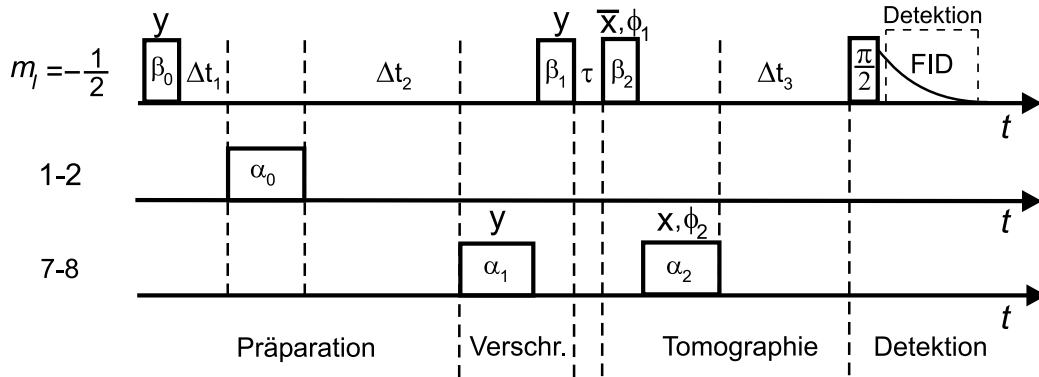 Detektion
y y x̅,ϕ₁
m_I = -1/2 β₀ Δt₁ Δt₂ β₁ τ β₂ Δt₃ π/2 FID
t
1-2 α₀
t
y x,ϕ₂
7-8 α₁ α₂
t
Präparation Verschr. Tomographie Detektion